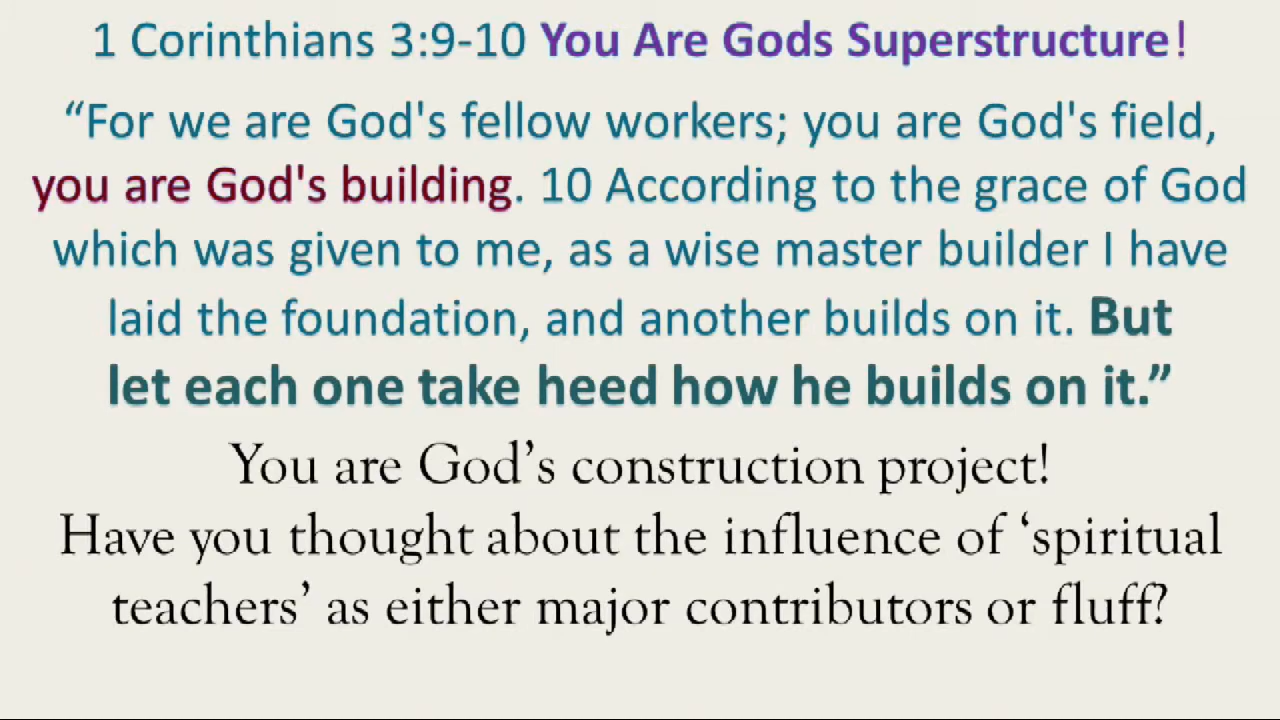 1 Corinthians 3:9-10 You Are Gods Superstructure!
“For we are God's fellow workers; you are God's field,
you are God's building. 10 According to the grace of God
which was given to me, as a wise master builder I have
laid the foundation, and another builds on it. But
let each one take heed how he builds on it.”
You are God’s construction project!
Have you thought about the influence of ‘spiritual
teachers’ as either major contributors or fluff?